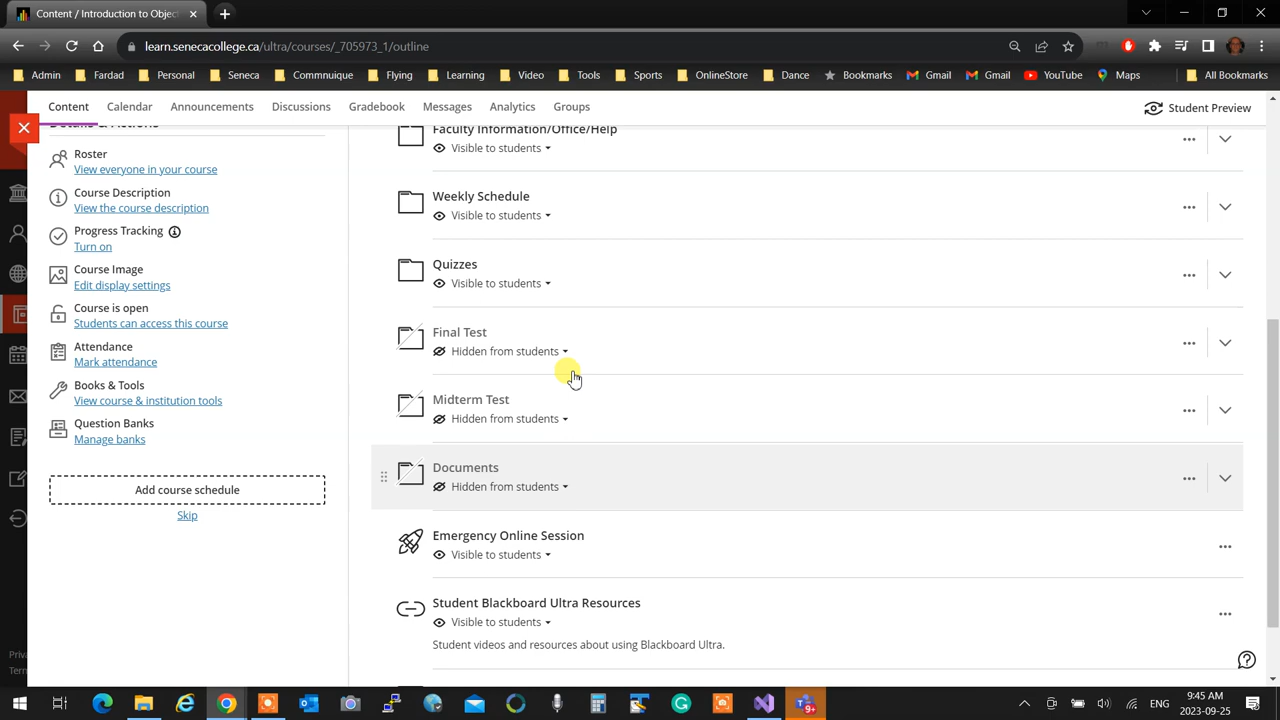 Content / Introduction to Objec
learn.senecacollege.ca/ultra/courses/_705973_1/outline
Admin
Fardad
Personal
Seneca
Commnuique
Flying
Learning
Video
Tools
Sports
OnlineStore
Dance
Bookmarks
Gmail
Gmail
YouTube
Maps
All Bookmarks
Content
Calendar
Announcements
Discussions
Gradebook
Messages
Analytics
Groups
Student Preview
Details & Actions
Roster
View everyone in your course
Course Description
View the course description
Progress Tracking
Turn on
Course Image
Edit display settings
Course is open
Students can access this course
Attendance
Mark attendance
Books & Tools
View course & institution tools
Question Banks
Manage banks
Add course schedule
Skip
Faculty Information/Office/Help
Visible to students
Weekly Schedule
Visible to students
Quizzes
Visible to students
Final Test
Hidden from students
Midterm Test
Hidden from students
Documents
Hidden from students
Emergency Online Session
Visible to students
Student Blackboard Ultra Resources
Visible to students
Student videos and resources about using Blackboard Ultra.
Priva
Term
9+
ENG
9:45 AM
2023-09-25